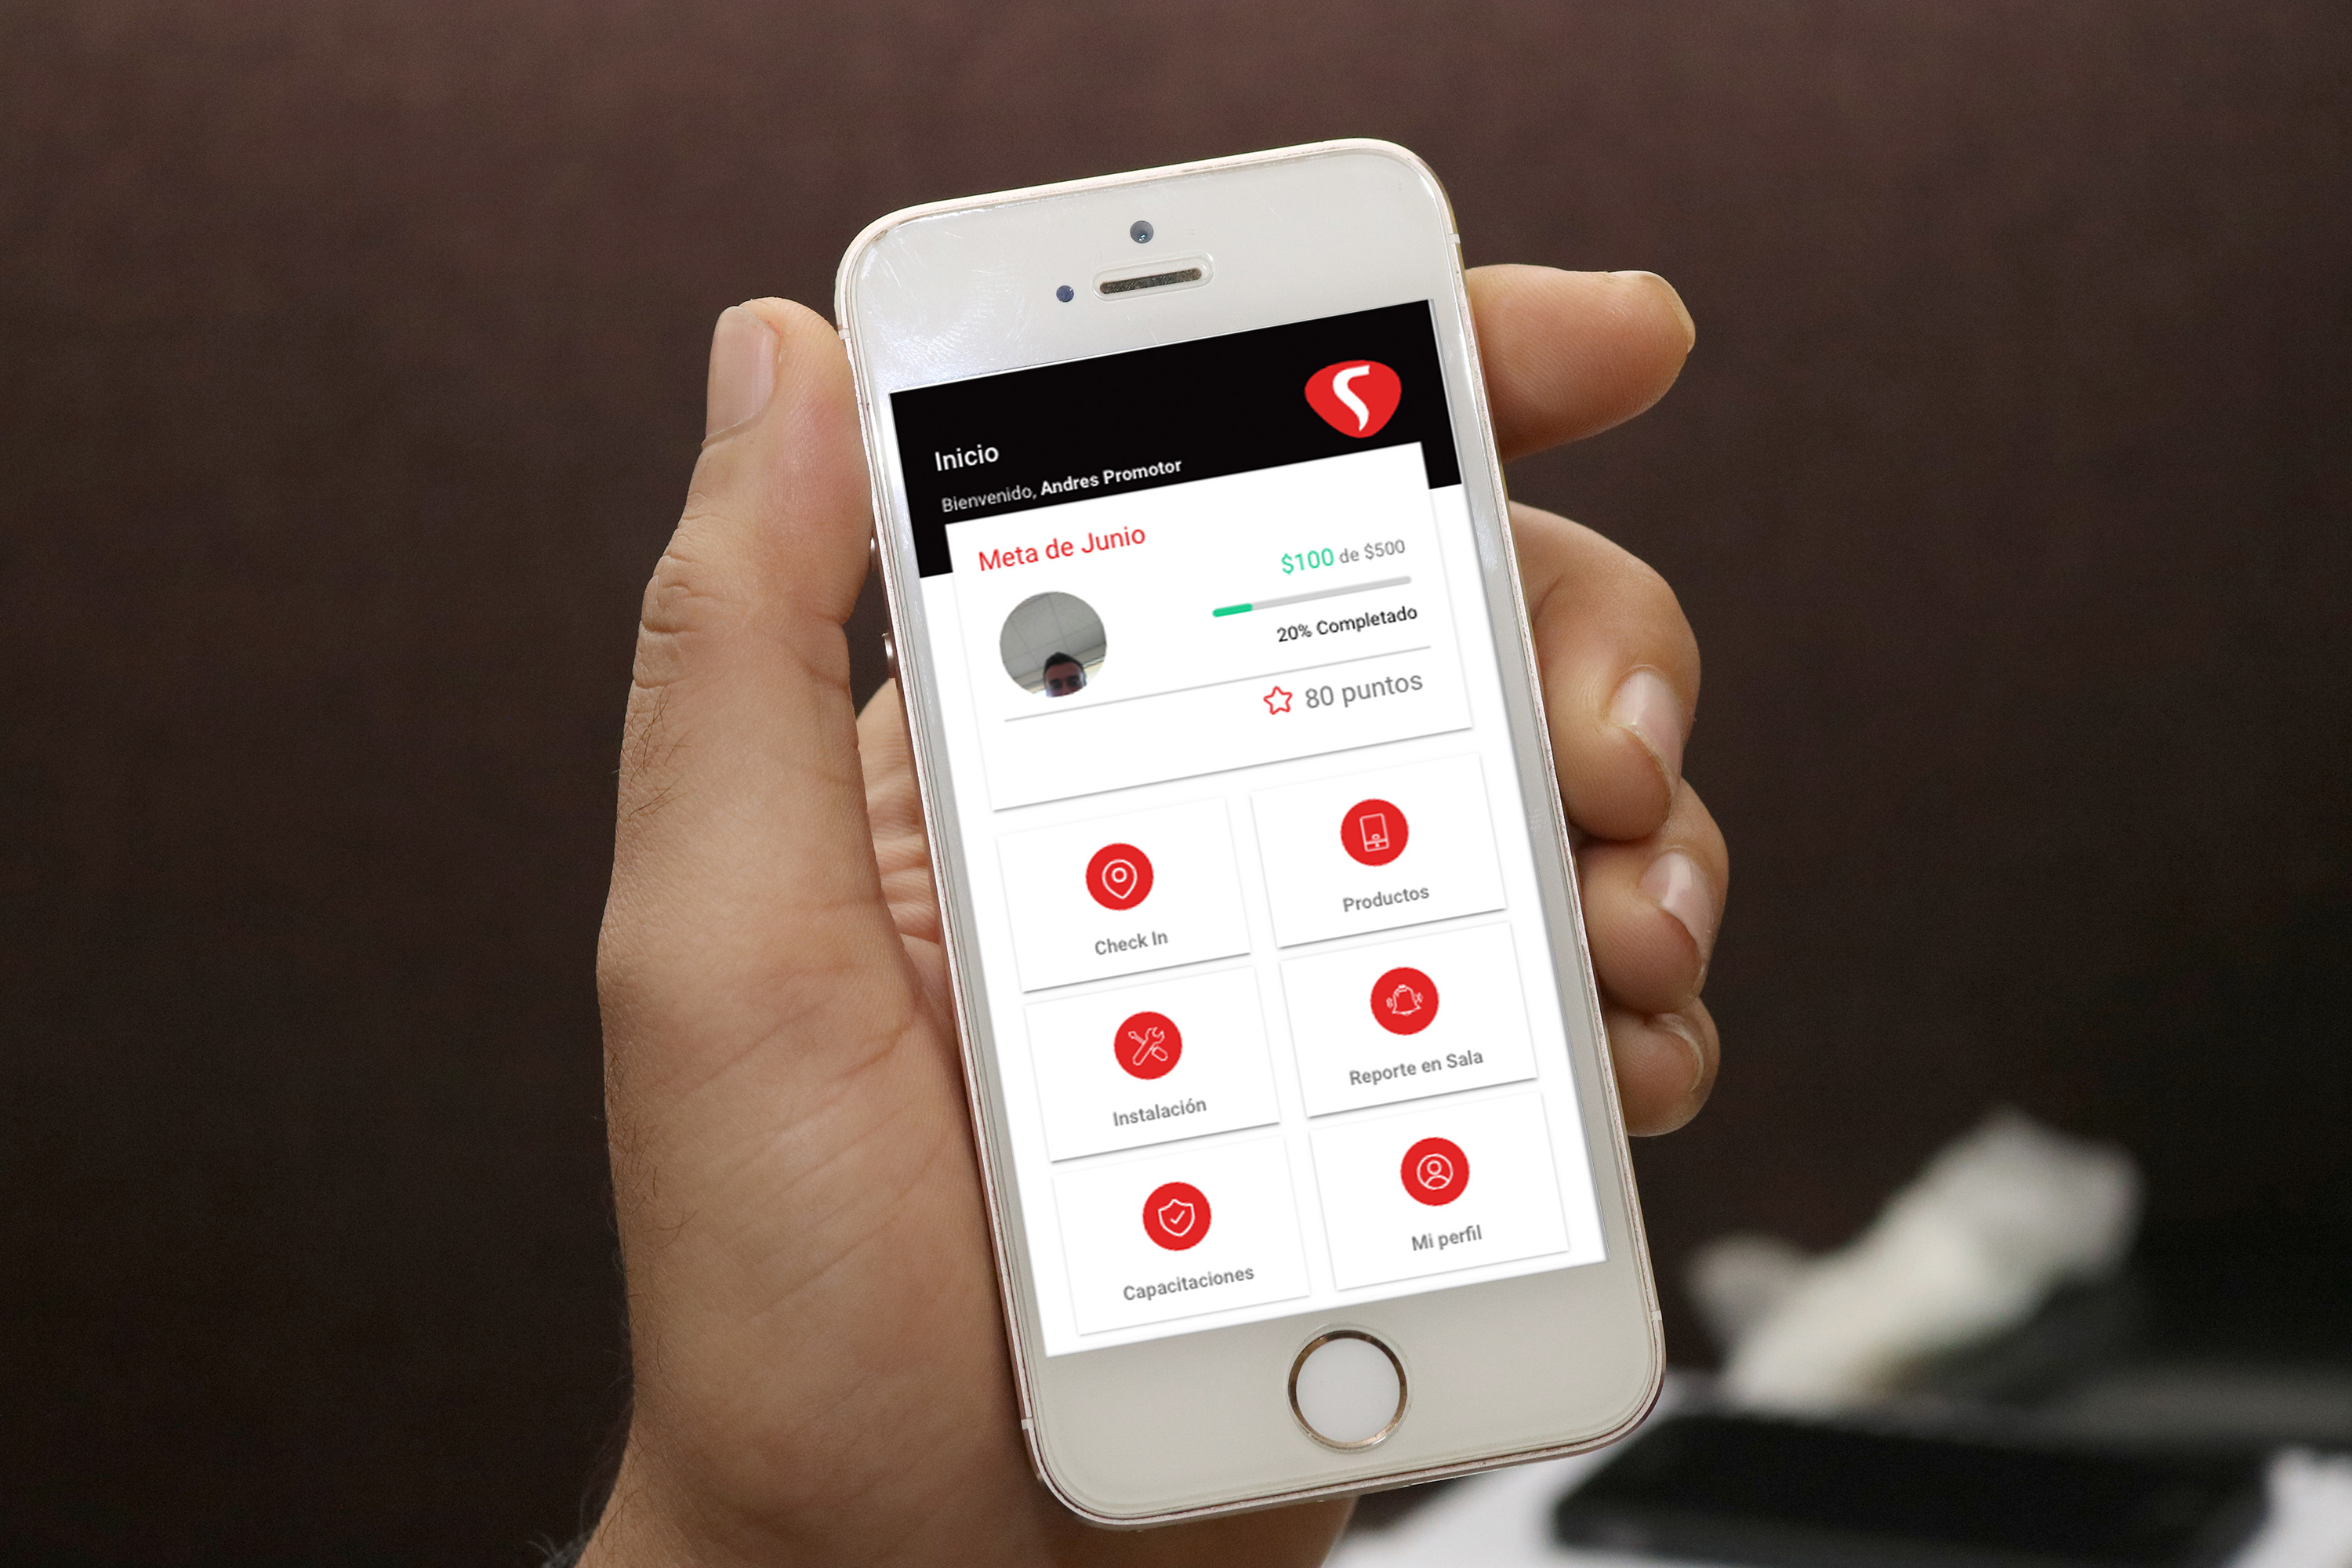 Inicio
Bienvenido, Andres Promotor
Meta de Junio
$100 de $500
20% Completado
80 puntos
Check In
Productos
Instalación
Reporte en Sala
Capacitaciones
Mi perfil